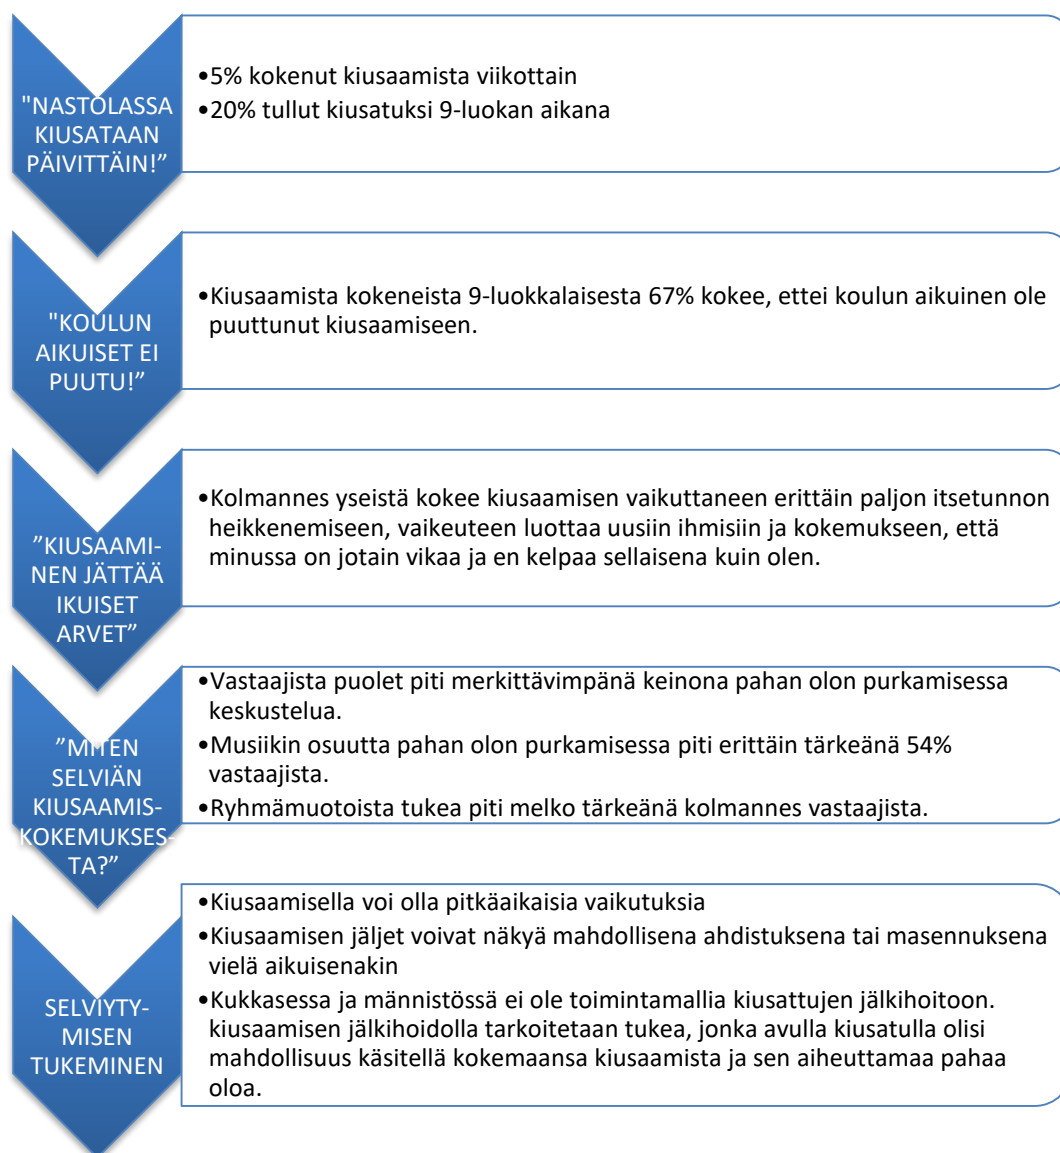 "NASTOLASSA
KIUSATAAN
PÄIVITTÄIN!”
•5% kokenut kiusaamista viikottain
•20% tullut kiusatuksi 9-luokan aikana
"KOULUN
AIKUISET EI
PUUTU!”
•Kiusaamista kokeneista 9-luokkalaisesta 67% kokee, ettei koulun aikuinen ole
puuttunut kiusaamiseen.
”KIUSAAMI-
NEN JÄTTÄÄ
IKUISET
ARVET”
•Kolmannes yseistä kokee kiusaamisen vaikuttaneen erittäin paljon itsetunnon
heikkenemiseen, vaikeuteen luottaa uusiin ihmisiin ja kokemukseen, että
minussa on jotain vikaa ja en kelpaa sellaisena kuin olen.
”MITEN
SELVIÄN
KIUSAAMIS-
KOKEMUKSES-
TA?”
•Vastaajista puolet piti merkittävimpänä keinona pahan olon purkamisessa
keskustelua.
•Musiikin osuutta pahan olon purkamisessa piti erittäin tärkeänä 54%
vastaajista.
•Ryhmämuotoista tukea piti melko tärkeänä kolmannes vastaajista.
SELVIYTY-
MISEN
TUKEMINEN
•Kiusaamisella voi olla pitkäaikaisia vaikutuksia
•Kiusaamisen jäljet voivat näkyä mahdollisena ahdistuksena tai masennuksena
vielä aikuisenakin
•Kukkasessa ja männistössä ei ole toimintamallia kiusattujen jälkihoitoon.
kiusaamisen jälkihoidolla tarkoitetaan tukea, jonka avulla kiusatulla olisi
mahdollisuus käsitellä kokemaansa kiusaamista ja sen aiheuttamaa pahaa
oloa.